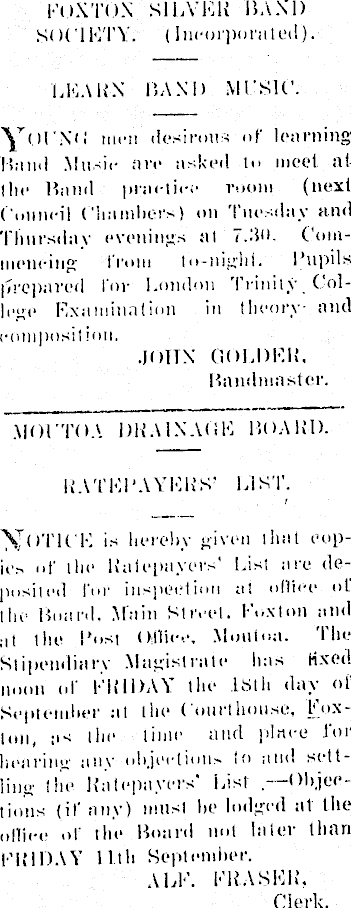 FOXTON SILVER BAND
SOCIETY. (Incorporated).
LEARN BAND MUSIC.
YOUNG men desirous of learning
Band Music are asked to meet at
the Band practice room (next
Council Chambers) on Tuesday and
Thursday evenings at 7.30. Com-
mencing from to-night. Pupils
prepared for London Trinity Col-
lege Examination in theory and
composition.
JOHN GOLDER,
Bandmaster.
MOUTOA DRAINAGE BOARD.
RATEPAYERS' LIST.
NOTICE is hereby given that cop-
ies of the Ratepayers' List are de-
posited for inspection at office of
the Board, Main Street, Foxton and
at the Post Office, Moutoa. The
Stipendiary Magistrate has fixed
noon of FRIDAY the 18th day of
September at the Courthouse, Fox-
ton, as the time and place for
hearing any objections to and sett-
ling the Ratepayers' List.—Objec-
tions (if any) must be lodged at the
office of the Board not later than
FRIDAY 11th September.
ALF. FRASER,
Clerk.